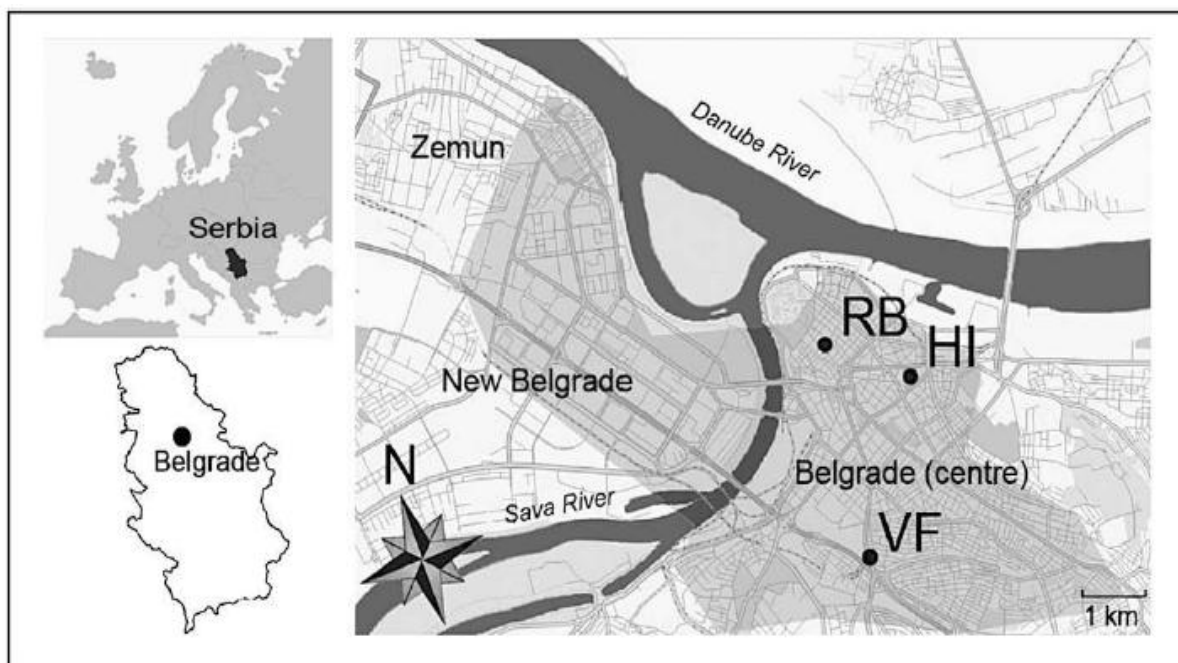 Serbia
Belgrade
Zemun
Danube River
RB
HI
New Belgrade
Belgrade (centre)
N
Sava River
VF
1 km